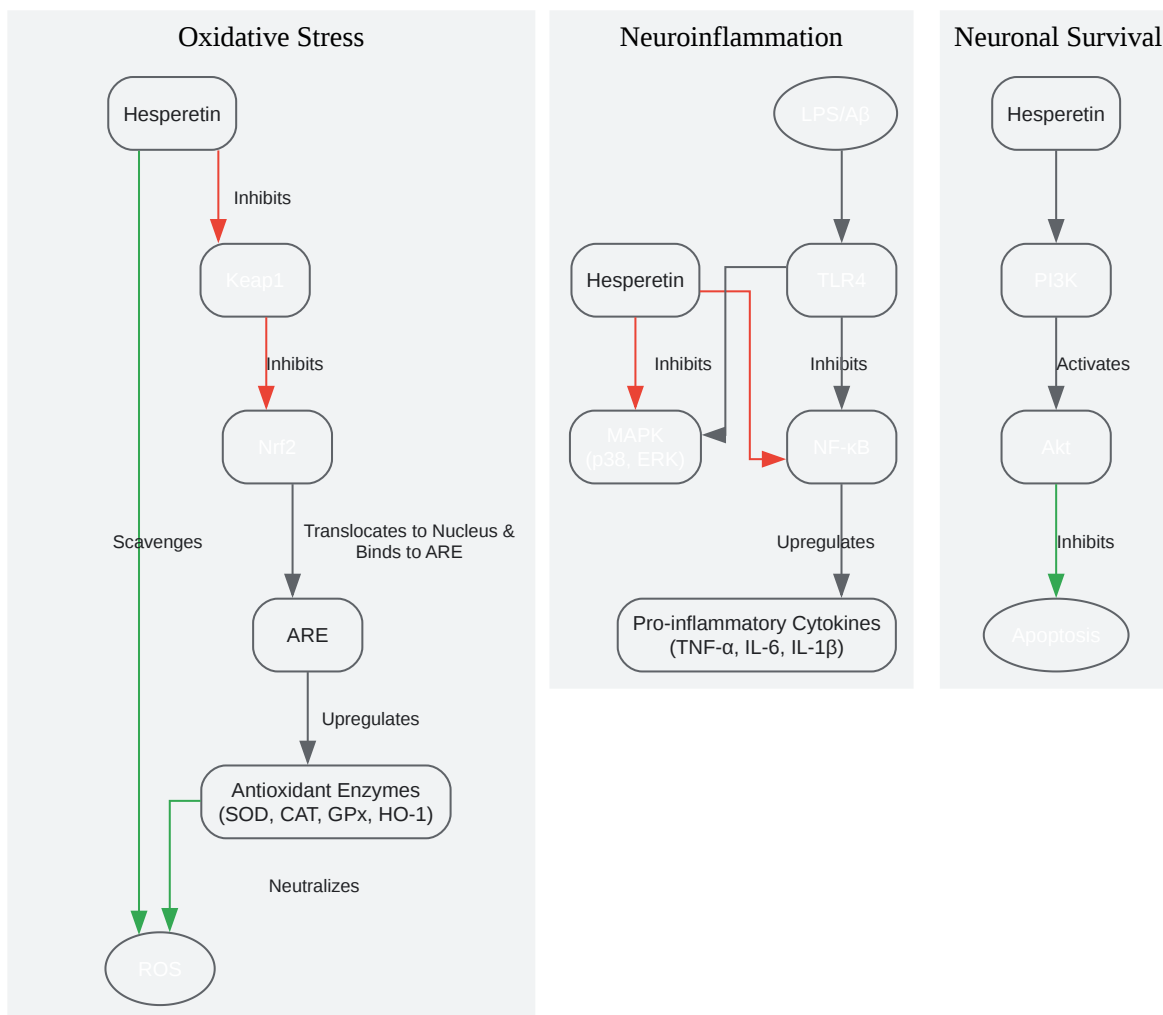 Oxidative Stress
Hesperetin
Inhibits
Keap1
Inhibits
Nrf2
Scavenges
Translocates to Nucleus &
Binds to ARE
ARE
Upregulates
Antioxidant Enzymes
(SOD, CAT, GPx, HO-1)
Neutralizes
ROS
Neuroinflammation
LPS/Aβ
Hesperetin
TLR4
Inhibits
Inhibits
MAPK
(p38, ERK)
NF-κB
Upregulates
Pro-inflammatory Cytokines
(TNF-α, IL-6, IL-1β)
Neuronal Survival
Hesperetin
PI3K
Activates
Akt
Inhibits
Apoptosis